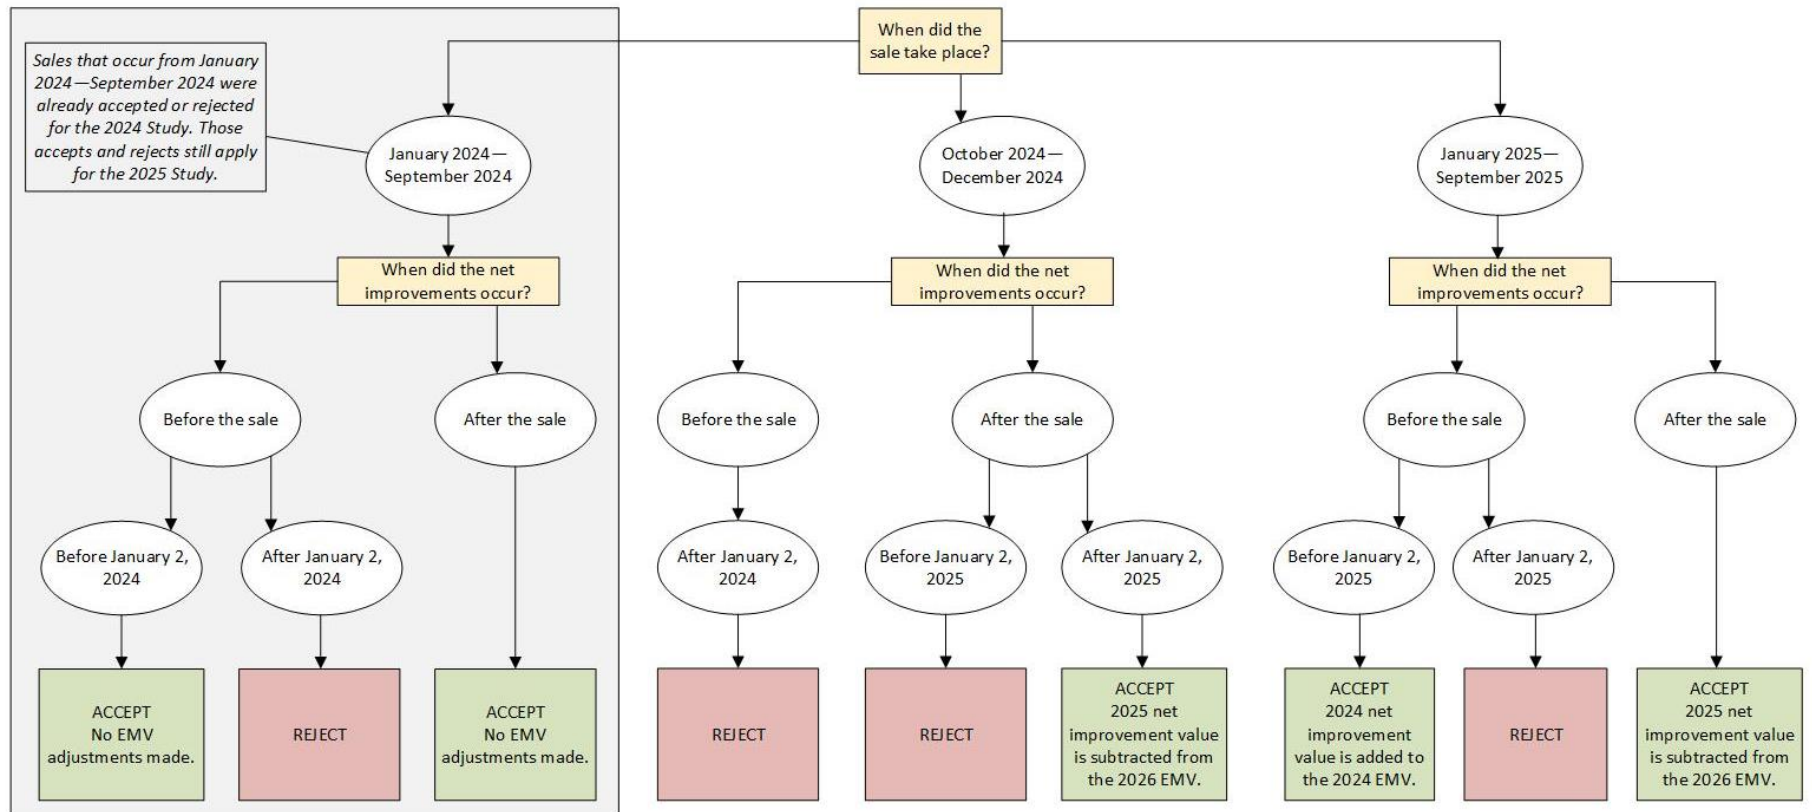 When did the
sale take place?
Sales that occur from January
2024—September 2024 were
already accepted or rejected
for the 2024 Study. Those
accepts and rejects still apply
for the 2025 Study.
January 2024—
September 2024
October 2024—
December 2024
January 2025—
September 2025
When did the net
improvements occur?
When did the net
improvements occur?
When did the net
improvements occur?
Before the sale
After the sale
Before the sale
After the sale
Before the sale
After the sale
Before January 2,
2024
After January 2,
2024
After January 2,
2024
Before January 2,
2025
After January 2,
2025
Before January 2,
2025
After January 2,
2025
ACCEPT
No EMV
adjustments made.
REJECT
ACCEPT
No EMV
adjustments made.
REJECT
REJECT
ACCEPT
2025 net
improvement value
is subtracted from
the 2026 EMV.
ACCEPT
2024 net
improvement
value is added to
the 2024 EMV.
REJECT
ACCEPT
2025 net
improvement value
is subtracted from
the 2026 EMV.